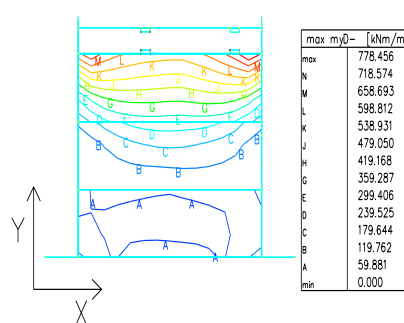 max myD- [kNm/m
max 778.456
N 718.574
M 658.693
L 598.812
K 538.931
J 479.050
H 419.168
G 359.287
E 299.406
D 239.525
C 179.644
B 119.762
A 59.881
min 0.000
M L K L M
K K K
J J
H H H H
G G
E E E E
D D D D
C C C
B B B B
A A A
A A
Y
X